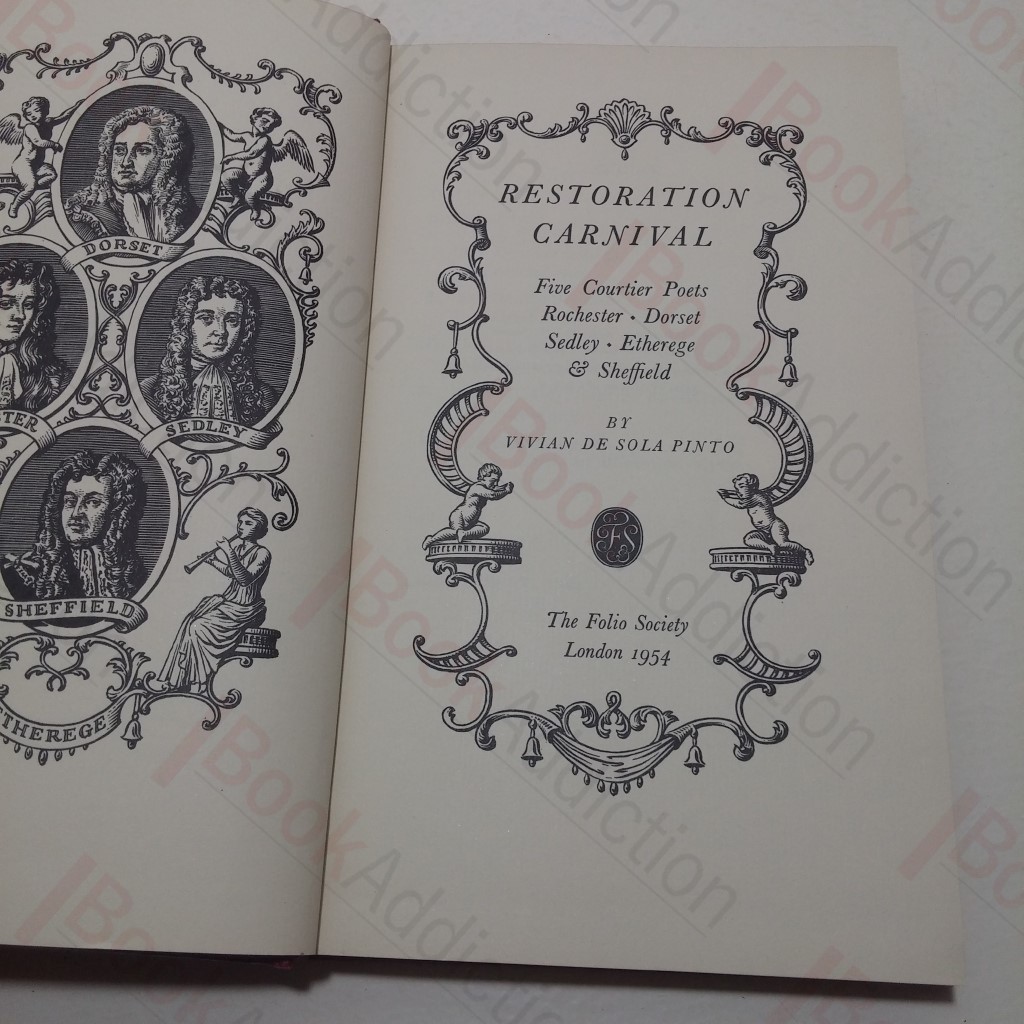 DORSET
STER
SEDLEY
SHEFFIELD
THEREGE
RESTORATION
CARNIVAL
Five Courtier Poets
Rochester · Dorset
Sedley · Etherege
& Sheffield
BY
VIVIAN DE SOLA PINTO
FS
The Folio Society
London 1954
BookAddiction